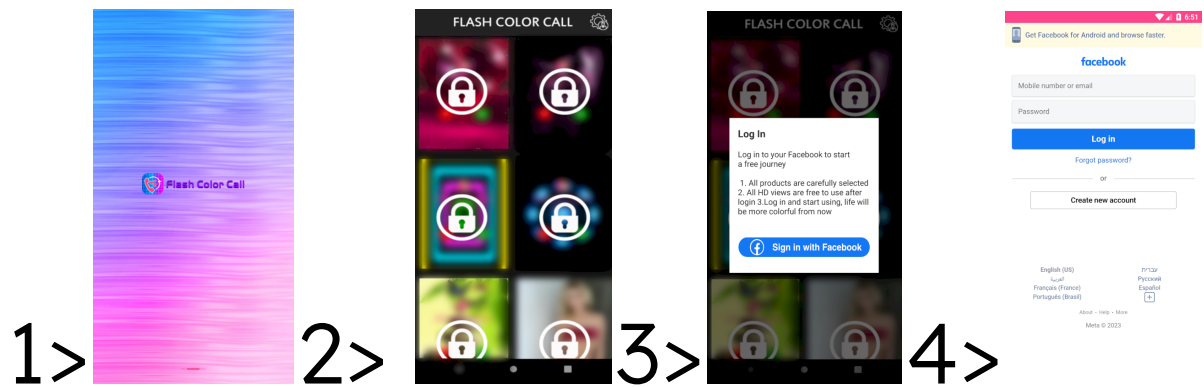 1>
Flash Color Call
2>
FLASH COLOR CALL
3>
FLASH COLOR CALL
Log In
Log in to your Facebook to start
a free journey
1. All products are carefully selected
2. All HD views are free to use after
login 3.Log in and start using, life will
be more colorful from now
Sign in with Facebook
4>
6:51
Get Facebook for Android and browse faster.
facebook
Mobile number or email
Password
Log in
Forgot password?
or
Create new account
English (US)
עברית
العربية
Русский
Français (France)
Español
Português (Brasil)
About · Help · More
Meta © 2023